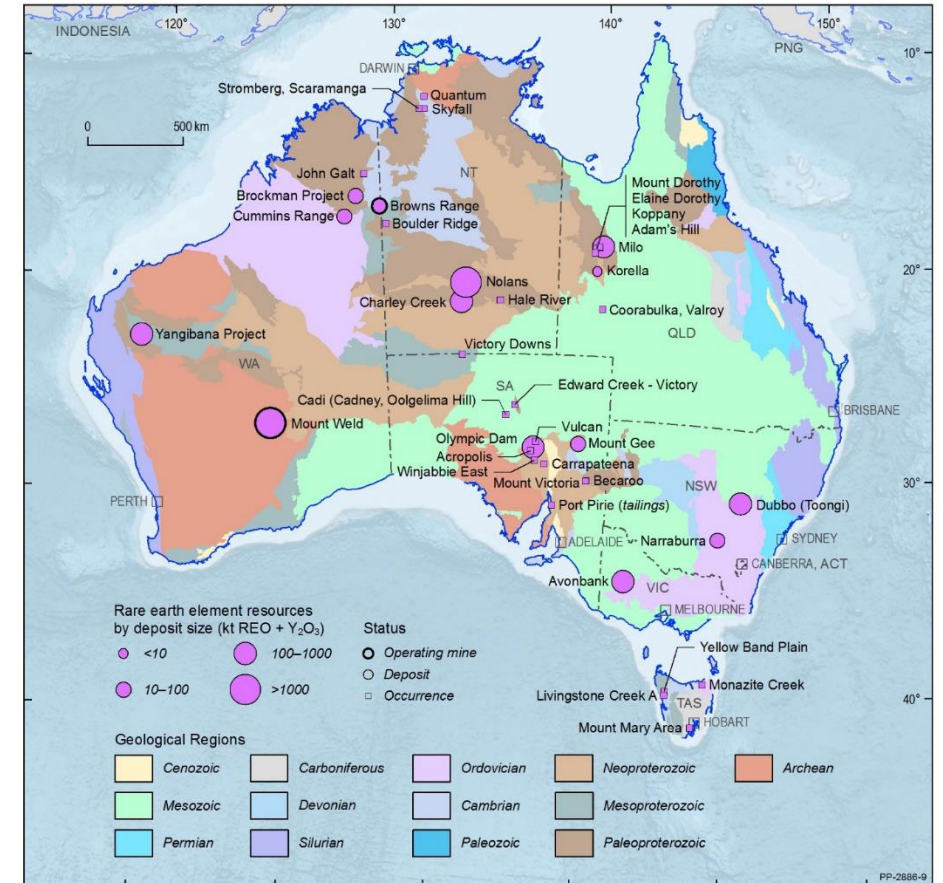 120°
130°
140°
150°
INDONESIA
PNG
10°
DARWIN
Stromberg, Scaramanga
Quantum
Skyfall
0
500 km
NT
John Galt
Brockman Project
Cummins Range
Browns Range
Boulder Ridge
Mount Dorothy
Elaine Dorothy
Koppany
Adam's Hill
Milo
Korella
20°
Nolans
Charley Creek
Hale River
Coorabulka, Valroy
QLD
Yangibana Project
WA
Victory Downs
SA
Edward Creek - Victory
Cadi (Cadney, Oolgelima Hill)
BRISBANE
Mount Weld
Vulcan
Olympic Dam
Mount Gee
Acropolis
Winjabbie East
Carrapateena
Mount Victoria
Becaroo
NSW
30°
PERTH
Port Pirie (tailings)
Dubbo (Toongi)
ADELAIDE
Narraburra
SYDNEY
CANBERRA, ACT
Avonbank
VIC
MELBOURNE
Rare earth element resources
by deposit size (kt REO + Y₂O₃)
<10
100–1000
10–100
>1000
Status
Operating mine
Deposit
Occurrence
Yellow Band Plain
Livingstone Creek A
Monazite Creek
TAS
HOBART
Mount Mary Area
40°
Geological Regions
Cenozoic
Carboniferous
Ordovician
Neoproterozoic
Archean
Mesozoic
Devonian
Cambrian
Mesoproterozoic
Permian
Silurian
Paleozoic
Paleoproterozoic
PP-2886-9